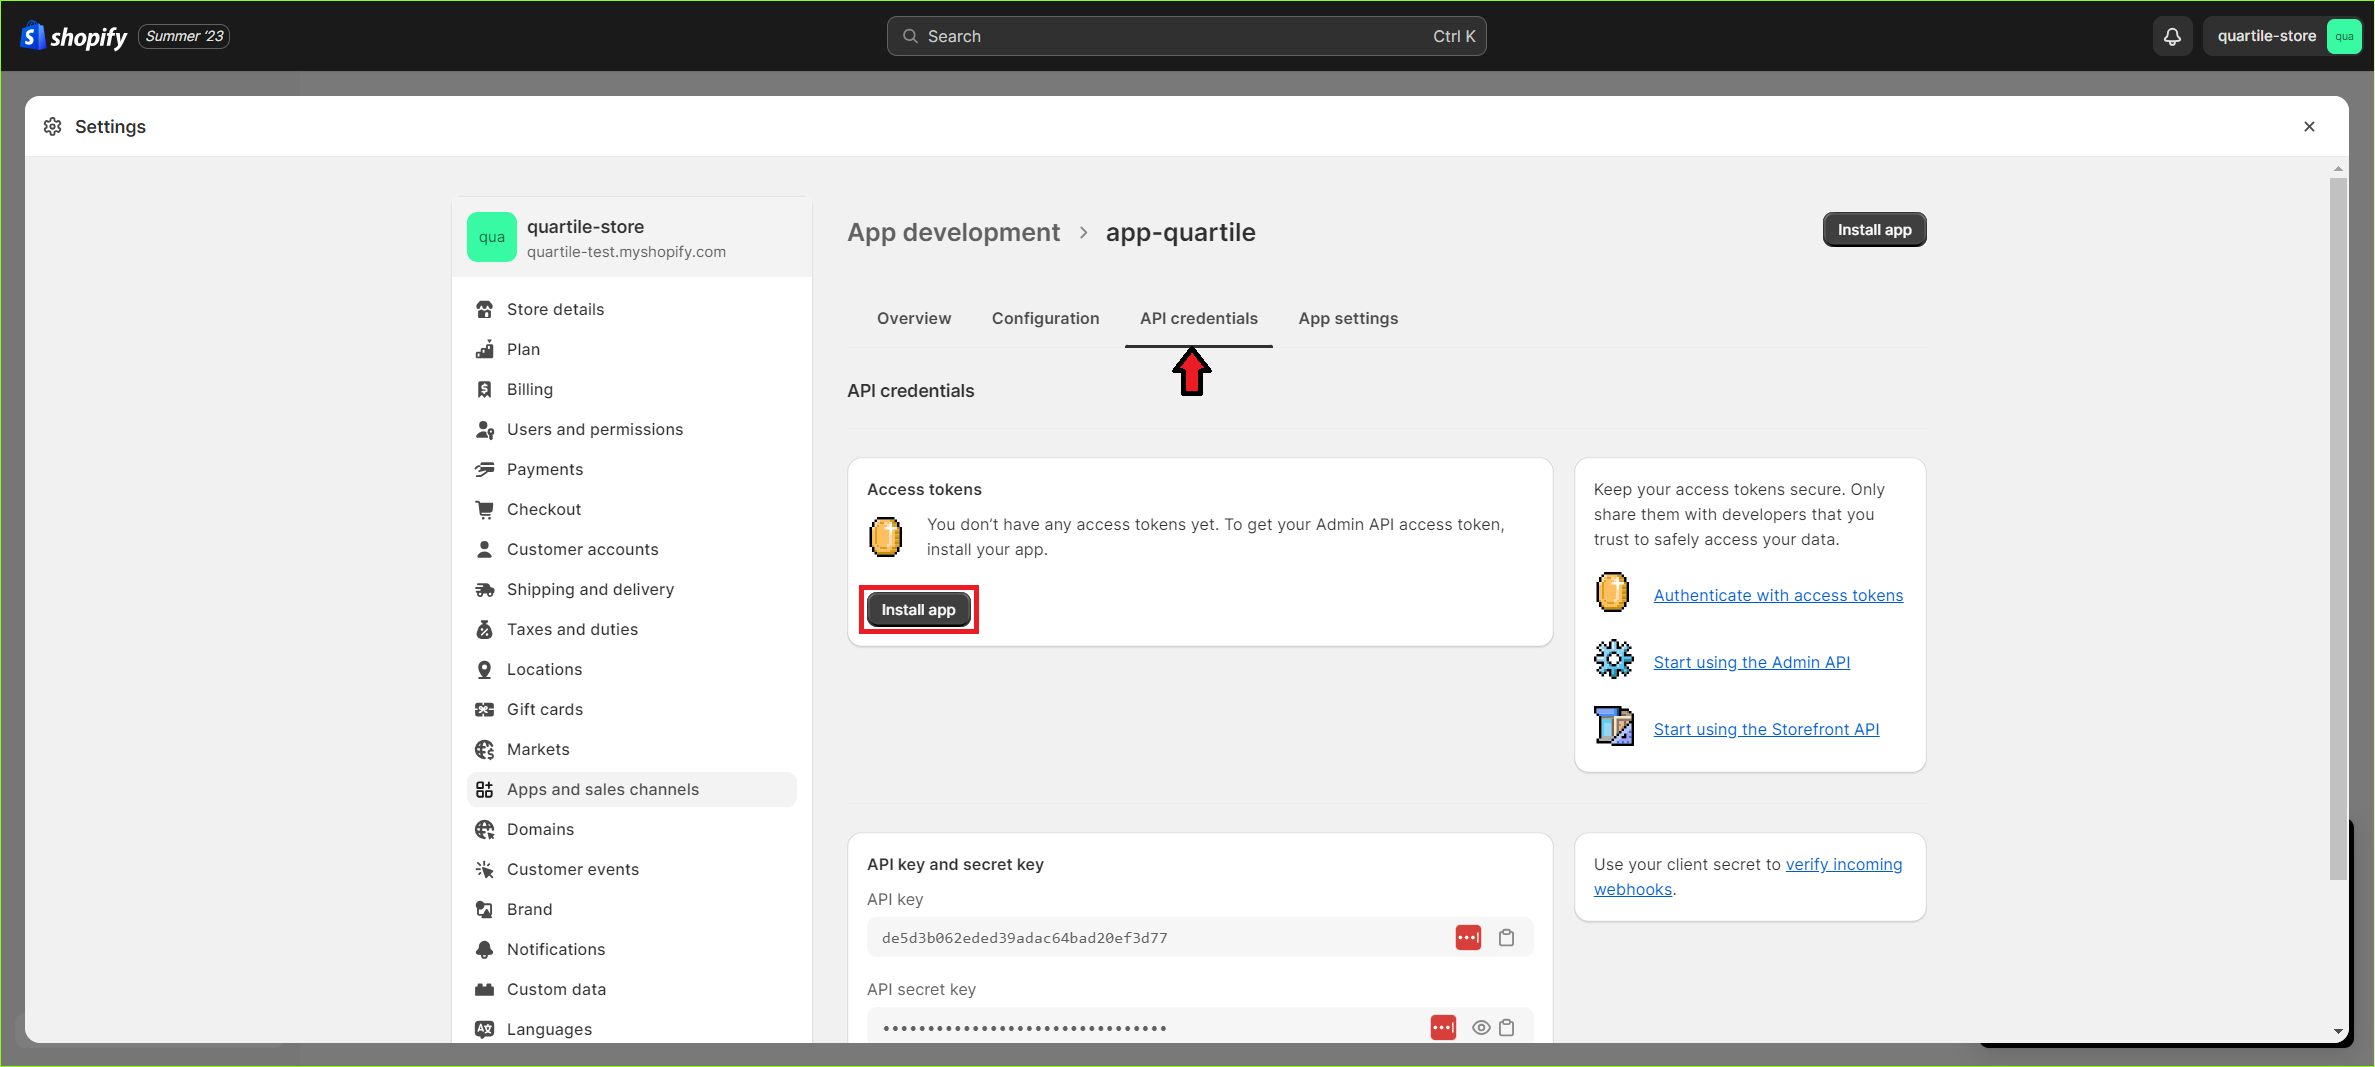 shopify Summer '23
Search Ctrl K
quartile-store qua
Settings
qua quartile-store
quartile-test.myshopify.com
Store details
Plan
Billing
Users and permissions
Payments
Checkout
Customer accounts
Shipping and delivery
Taxes and duties
Locations
Gift cards
Markets
Apps and sales channels
Domains
Customer events
Brand
Notifications
Custom data
Languages
App development > app-quartile
Install app
Overview Configuration API credentials App settings
API credentials
Access tokens
You don’t have any access tokens yet. To get your Admin API access token,
install your app.
Install app
Keep your access tokens secure. Only
share them with developers that you
trust to safely access your data.
Authenticate with access tokens
Start using the Admin API
Start using the Storefront API
API key and secret key
API key
de5d3b062eded39adac64bad20ef3d77
API secret key
••••••••••••••••••••••••••••••••
Use your client secret to verify incoming
webhooks.